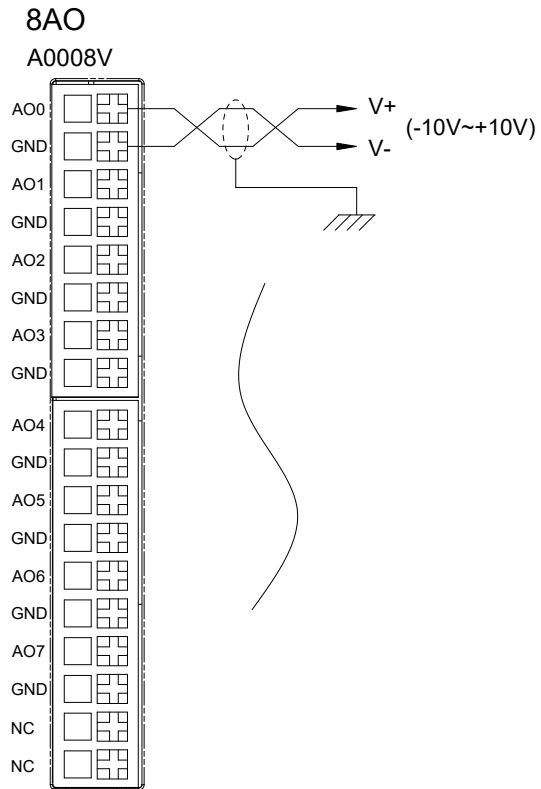 8AO
A0008V
AO0
V+
(-10V~+10V)
GND
V-
AO1
GND
AO2
GND
AO3
GND
AO4
GND
AO5
GND
AO6
GND
AO7
GND
NC
NC